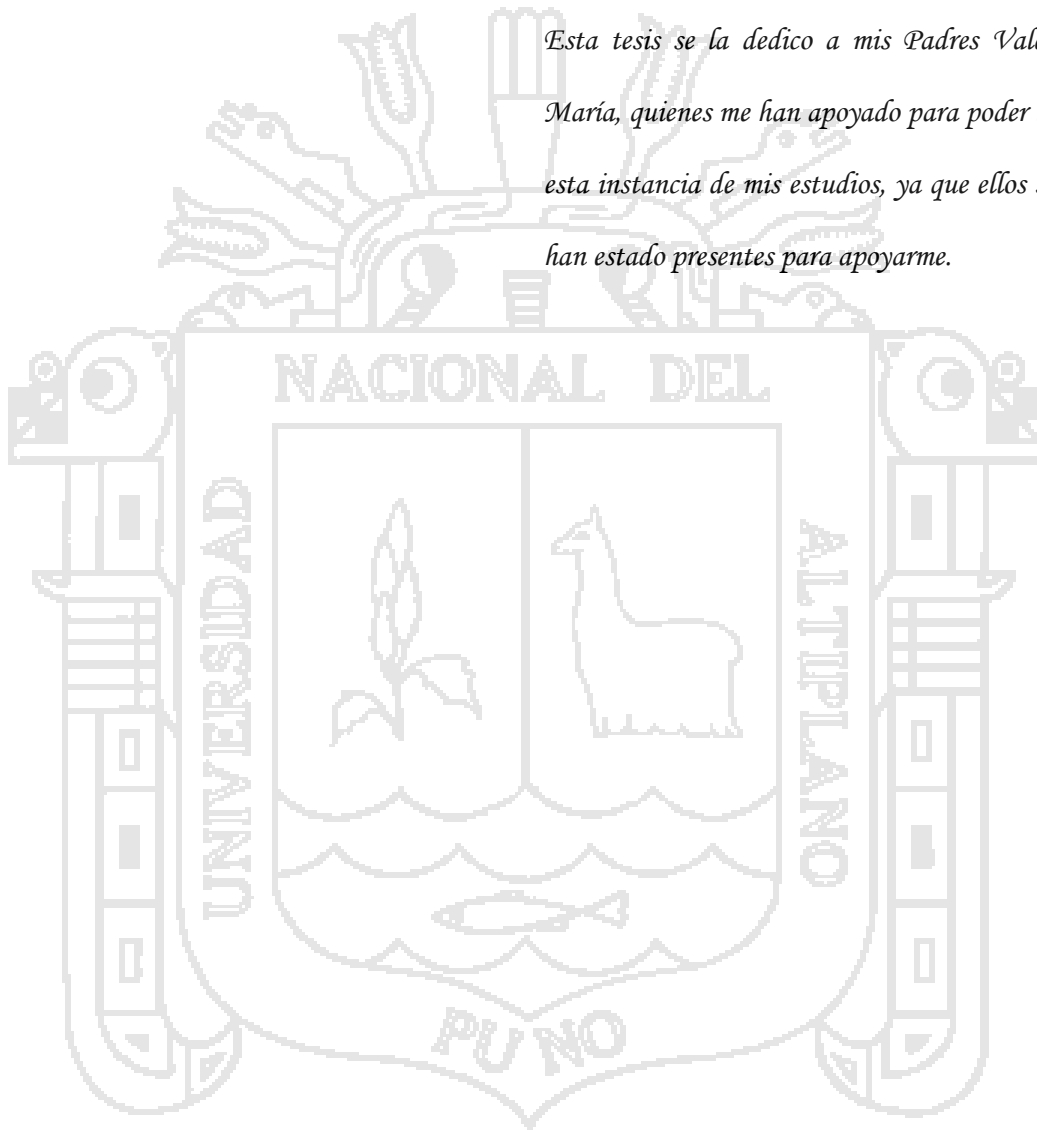 Esta tesis se la dedico a mis Padres
María, quienes me han apoyado para poder
esta instancia de mis estudios, ya que ellos
han estado presentes para apoyarme.
NACIONAL DEL
UNIVERSIDAD
ALTIPLANO
PUNO